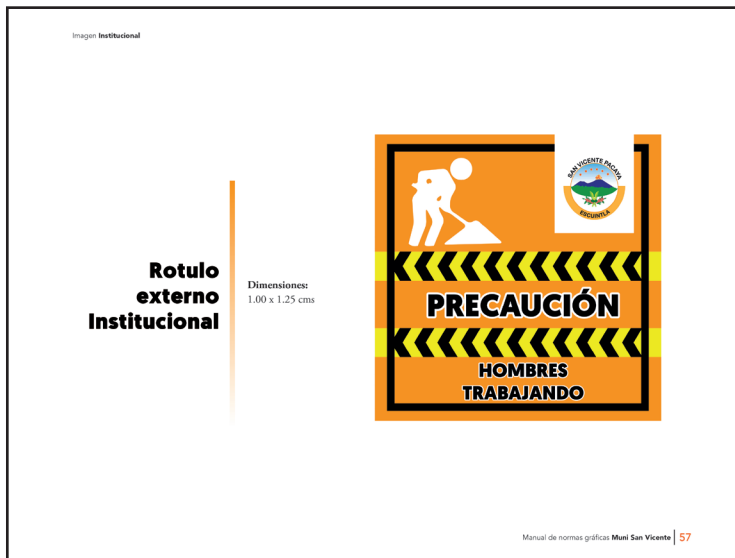 Imagen Institucional
Rotulo
externo
Institucional
Dimensiones:
1.00 x 1.25 cms
SAN VICENTE PACAYA
ESCUINTLA
PRECAUCIÓN
HOMBRES
TRABAJANDO
Manual de normas gráficas Muni San Vicente 57